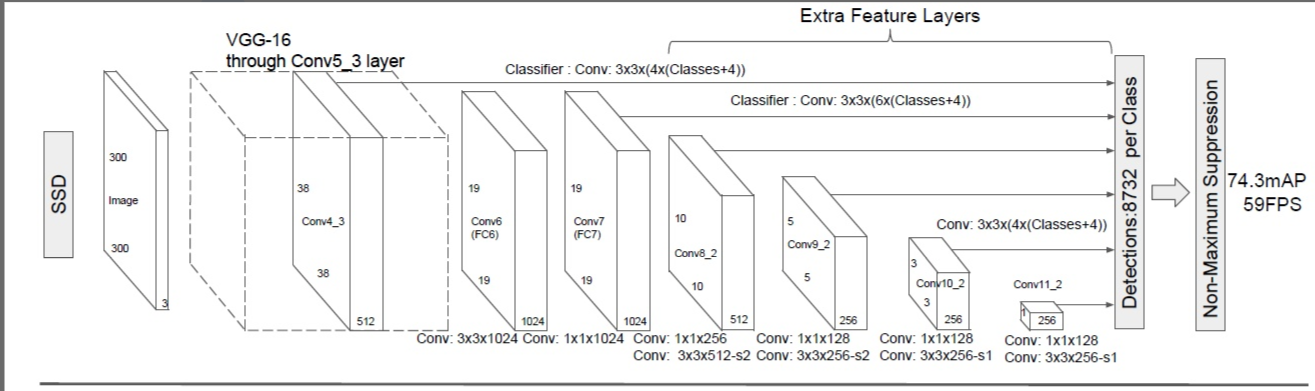 Extra Feature Layers
VGG-16
through Conv5_3 layer
Classifier : Conv: 3x3x(4x(Classes+4))
Classifier : Conv: 3x3x(6x(Classes+4))
SSD
300
Image
300
3
38
Conv4_3
38
512
19
Conv6
(FC6)
19
1024
19
Conv7
(FC7)
19
1024
10
Conv8_2
10
512
5
Conv9_2
5
256
Conv: 3x3x(4x(Classes+4))
3
Conv10_2
3
256
Conv11_2
1
256
Detections:8732 per Class
Non-Maximum Suppression
74.3mAP
59FPS
Conv: 3x3x1024
Conv: 1x1x1024
Conv: 1x1x256
Conv: 3x3x512-s2
Conv: 1x1x128
Conv: 3x3x256-s2
Conv: 1x1x128
Conv: 3x3x256-s1
Conv: 1x1x128
Conv: 3x3x256-s1